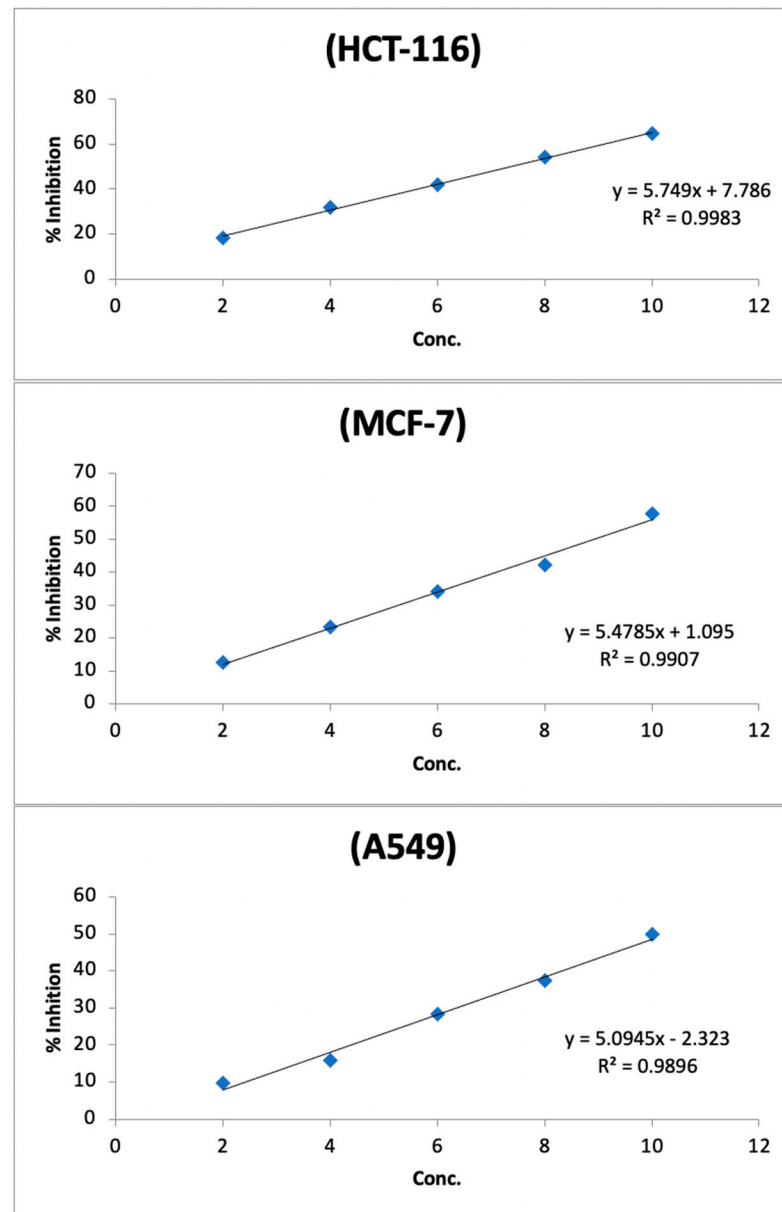 (HCT-116)
80
60
40
20
0
% Inhibition
y = 5.749x + 7.786
R² = 0.9983
0 2 4 6 8 10 12
Conc.
(MCF-7)
70
60
50
40
30
20
10
0
% Inhibition
y = 5.4785x + 1.095
R² = 0.9907
0 2 4 6 8 10 12
Conc.
(A549)
60
50
40
30
20
10
0
% Inhition
y = 5.0945x - 2.323
R² = 0.9896
0 2 4 6 8 10 12
Conc.